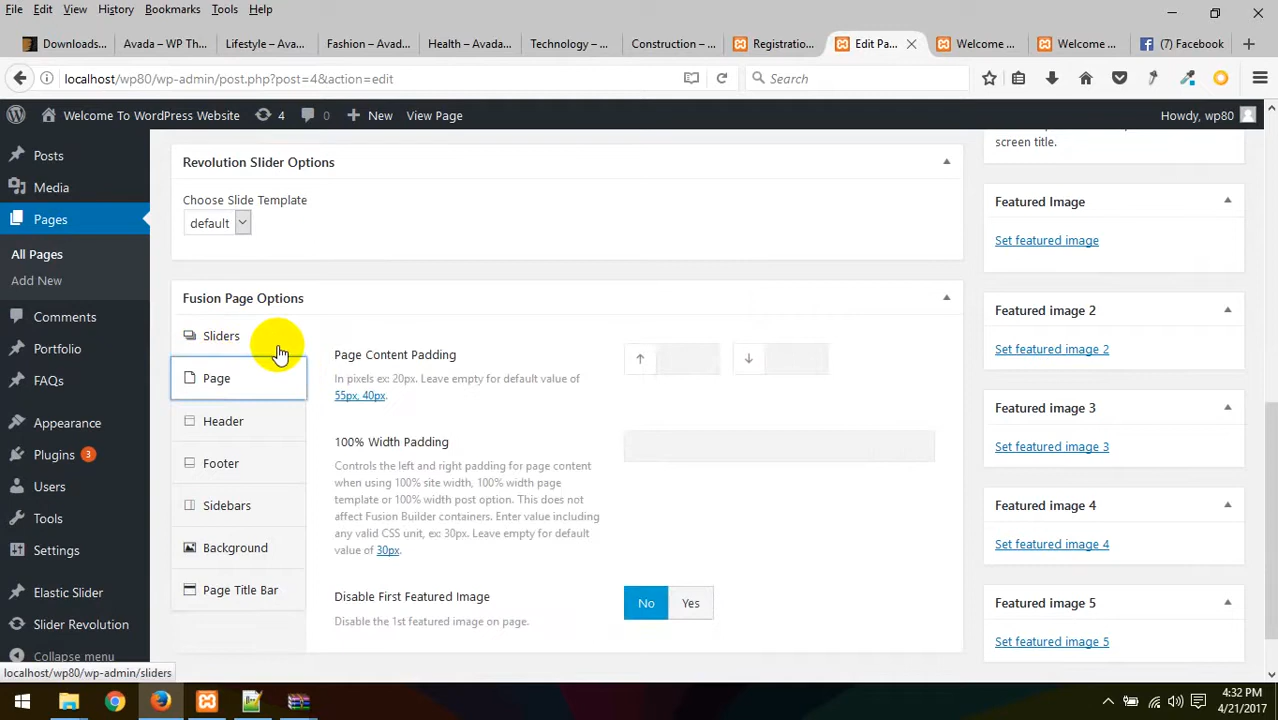 File Edit View History Bookmarks Tools Help
Downloads... Avada – WP Th... Lifestyle – Ava... Fashion – Avad... Health – Avada... Technology – ... Construction – ... Registratio... Edit Pa... Welcome ... Welcome ... (7) Facebook
localhost/wp80/wp-admin/post.php?post=4&action=edit Search
Welcome To WordPress Website 4 0 New View Page Howdy, wp80
Posts
Media
Pages
All Pages
Add New
Comments
Portfolio
FAQs
Appearance
Plugins 3
Users
Tools
Settings
Elastic Slider
Slider Revolution
Collapse menu
localhost/wp80/wp-admin/sliders
Revolution Slider Options
Choose Slide Template
default
Fusion Page Options
Sliders
Page
Header
Footer
Sidebars
Background
Page Title Bar
Page Content Padding
In pixels ex: 20px. Leave empty for default value of
55px, 40px.
100% Width Padding
Controls the left and right padding for page content
when using 100% site width, 100% width page
template or 100% width post option. This does not
affect Fusion Builder containers. Enter value including
any valid CSS unit, ex: 30px. Leave empty for default
value of 30px.
Disable First Featured Image
Disable the 1st featured image on page.
No Yes
screen title.
Featured Image
Set featured image
Featured image 2
Set featured image 2
Featured image 3
Set featured image 3
Featured image 4
Set featured image 4
Featured image 5
Set featured image 5
4:32 PM
4/21/2017